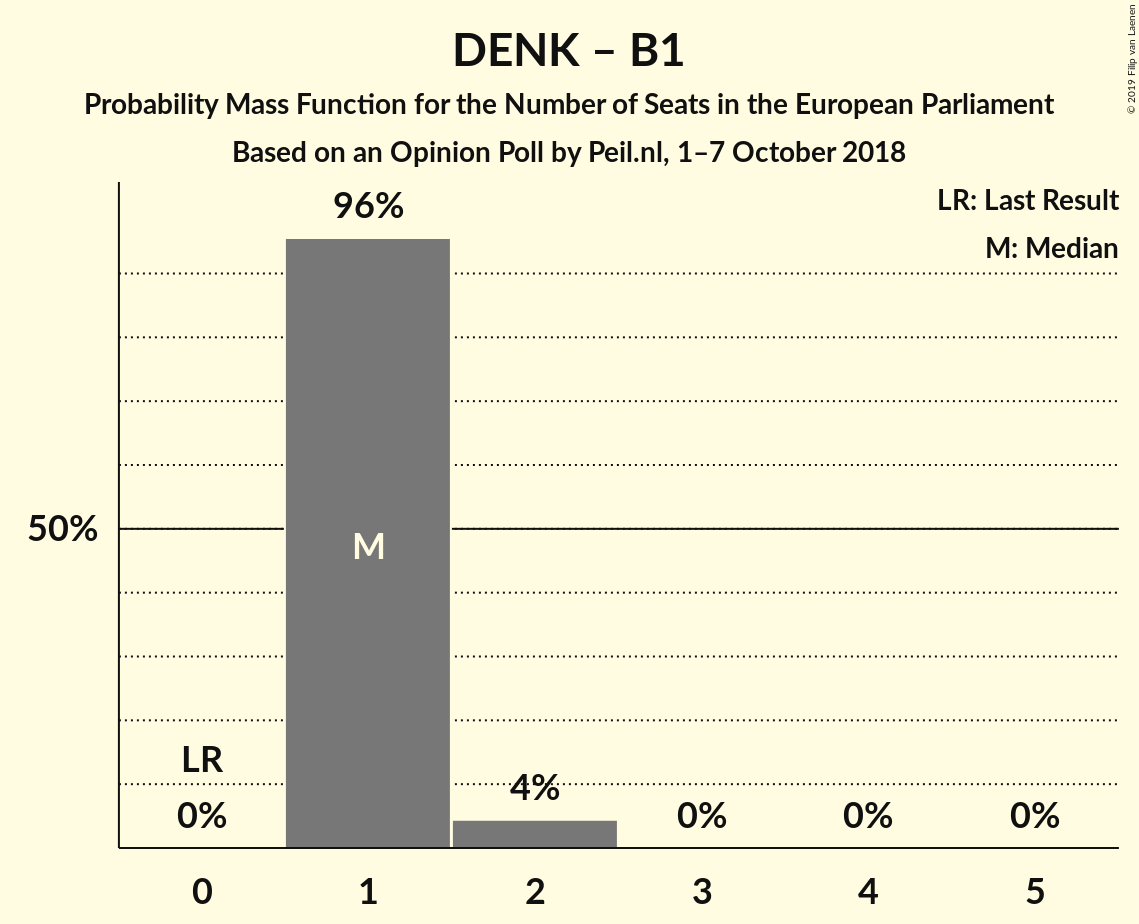 DENK – B1
Probability Mass Function for the Number of Seats in the European Parliament
Based on an Opinion Poll by Peil.nl, 1–7 October 2018
© 2019 Filip van Laenen
LR: Last Result
M: Median
96%
50%
M
LR
0%
4%
0%
0%
0%
0
1
2
3
4
5